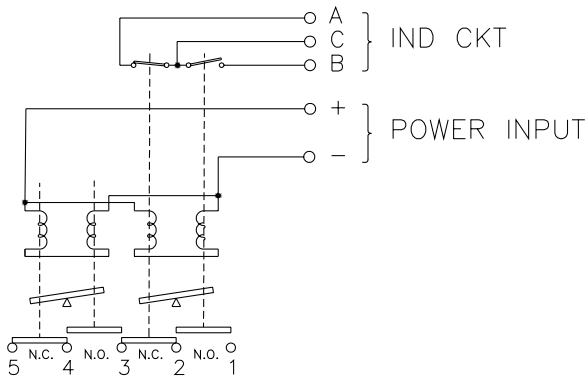 A
C
B
IND CKT
+
−
POWER INPUT
N.C. N.O. N.C. N.O.
5 4 3 2 1